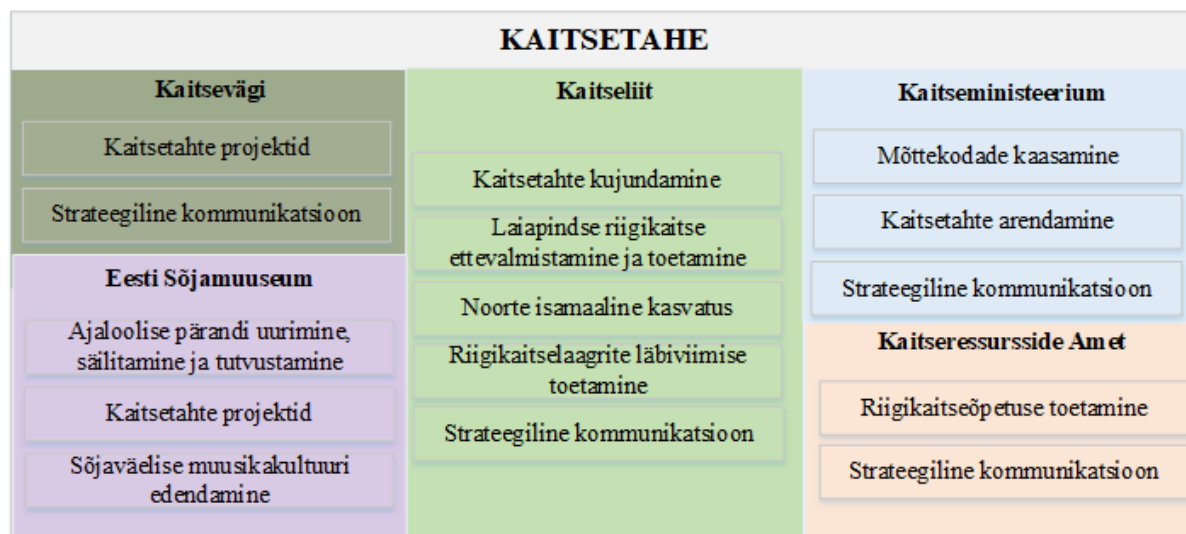 KAITSETAHE
Kaitsevägi
Kaitsetahte projektid
Strateegiline kommunikatsioon
Eesti Sõjamuuseum
Ajaloolise pärandi uurimine,
säilitamine ja tutvustamine
Kaitsetahte projektid
Sõjaväelise muusikakultuuri
edendamine
Kaitseliit
Kaitsetahte kujundamine
Laiapindse riigikaitse
ettevalmistamine ja toetamine
Noorte isamaaline kasvatus
Riigikaitselaagrite läbiviimise
toetamine
Strateegiline kommunikatsioon
Kaitseministeerium
Mõttekodade kaasamine
Kaitsetahte arendamine
Strateegiline kommunikatsioon
Kaitseressursside Amet
Riigikaitseõpetuse toetamine
Strateegiline kommunikatsioon